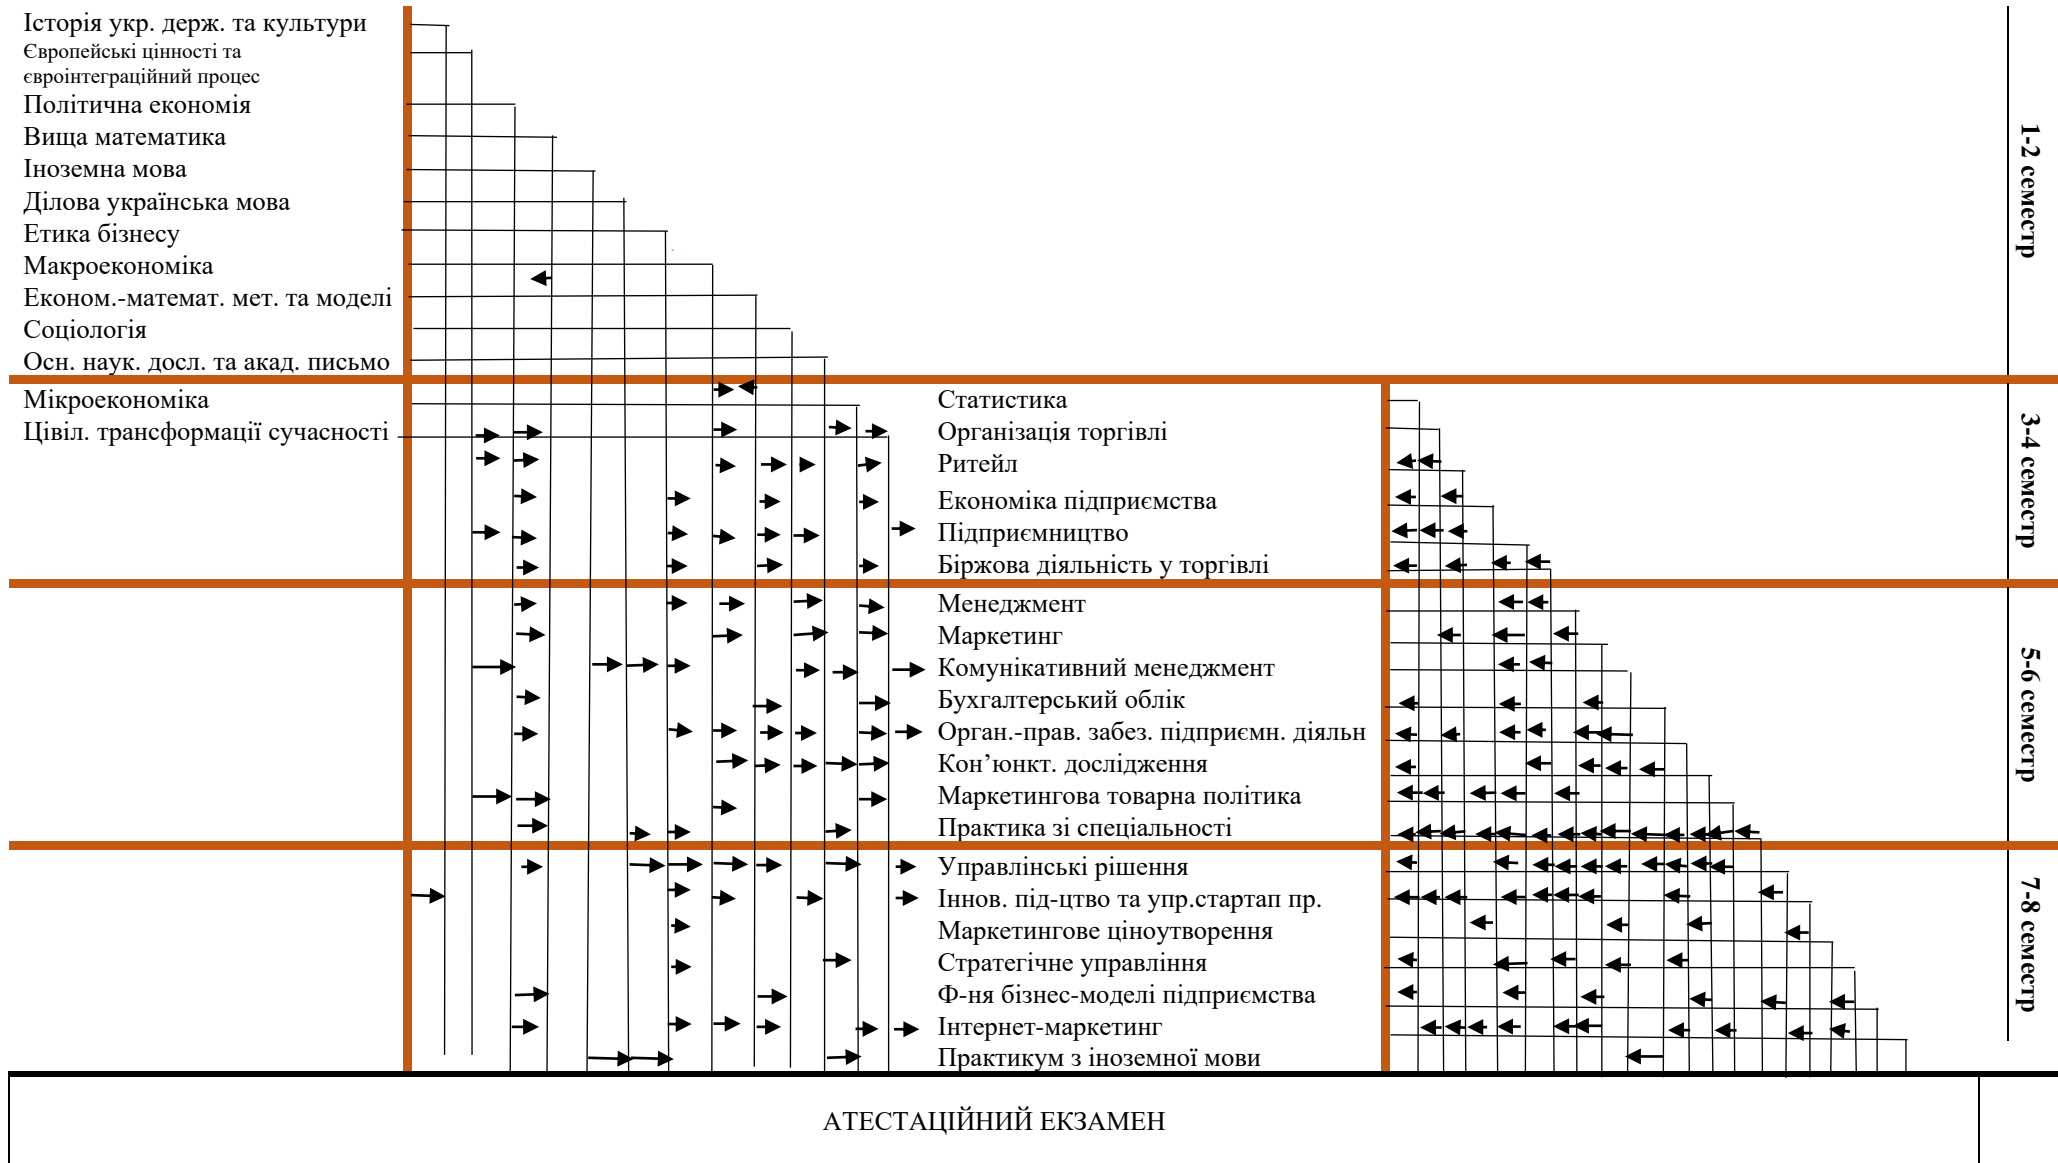 Історія укр. держ. та культури
Європейські цінності та
євроінтеграційний процес
Політична економія
Вища математика
Іноземна мова
Ділова українська мова
Етика бізнесу
Макроекономіка
Економ.-математ. мет. та моделі
Соціологія
Осн. наук. досл. та акад. письмо
1-2 семестр
Мікроекономіка
Цівіл. трансформації сучасності
Статистика
Організація торгівлі
Ритейл
Економіка підприємства
Підприємництво
Біржова діяльність у торгівлі
3-4 семестр
Менеджмент
Маркетинг
Комунікативний менеджмент
Бухгалтерський облік
Орган.-прав. забез. підприємн. діяльн
Кон’юнкт. дослідження
Маркетингова товарна політика
Практика зі спеціальності
5-6 семестр
Управлінські рішення
Іннов. під-цтво та упр.стартап пр.
Маркетингове ціноутворення
Стратегічне управління
Ф-ня бізнес-моделі підприємства
Інтернет-маркетинг
Практикум з іноземної мови
7-8 семестр
АТЕСТАЦІЙНИЙ ЕКЗАМЕН